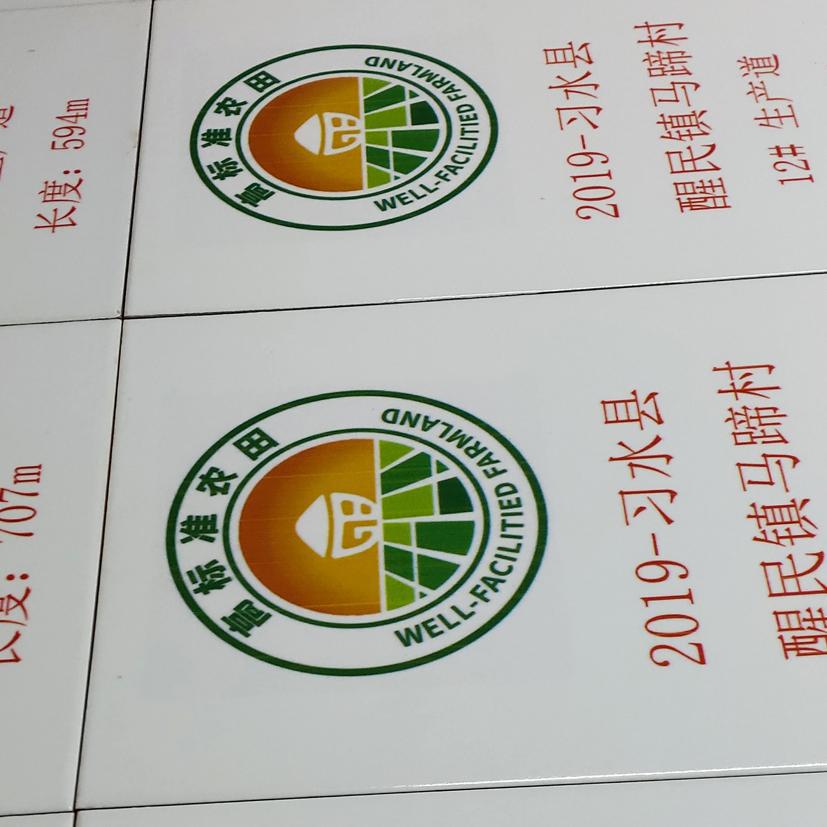 高标准农田
WELL-FACILITIED FARMLAND
2019-习水县
醒民镇马蹄村
12# 生产道
长度：594m
高标准农田
WELL-FACILITIED FARMLAND
2019-习水县
醒民镇马蹄村
长度：707m